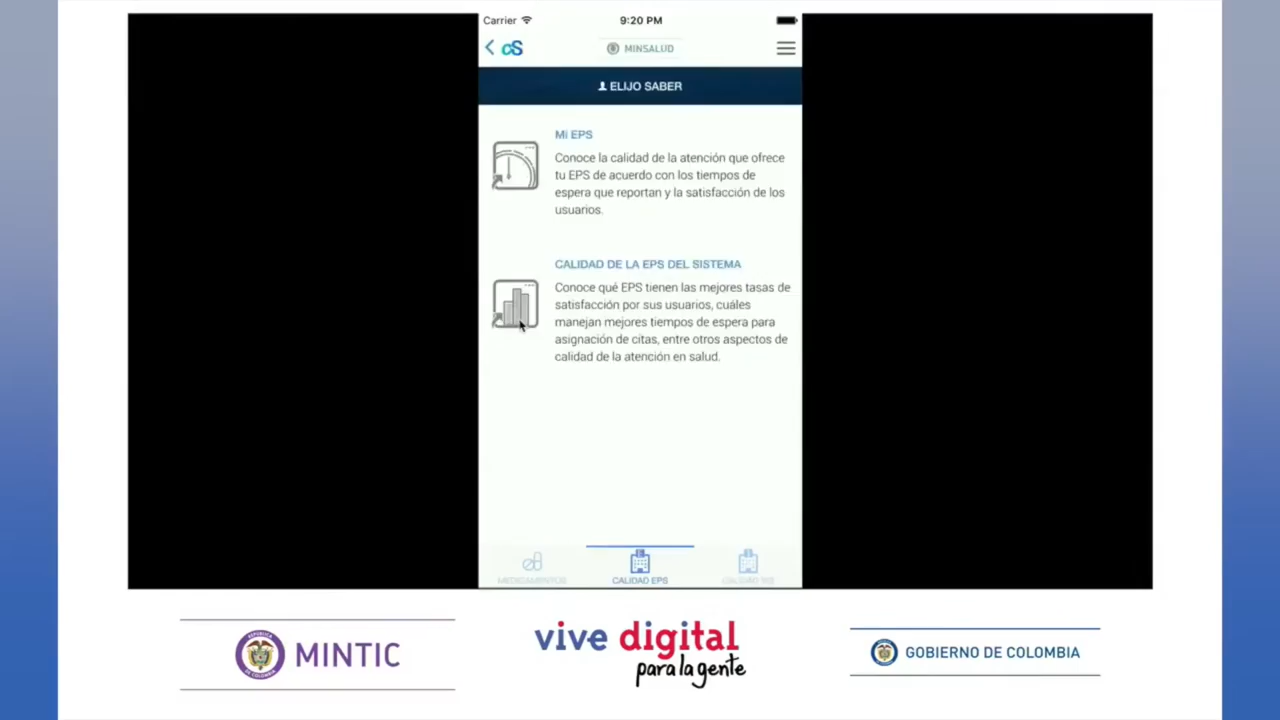 Carrier
9:20 PM
cS
MINSALUD
ELIJO SABER
Mi EPS
Conoce la calidad de la atención que ofrece
tu EPS de acuerdo con los tiempos de
espera que reportan y la satisfacción de los
usuarios.
CALIDAD DE LA EPS DEL SISTEMA
Conoce qué EPS tienen las mejores tasas de
satisfacción por sus usuarios, cuáles
manejan mejores tiempos de espera para
asignación de citas, entre otros aspectos de
calidad de la atención en salud.
MEDICAMENTOS
CALIDAD EPS
CALIDAD IPS
MINTIC
vive digital
para la gente
GOBIERNO DE COLOMBIA